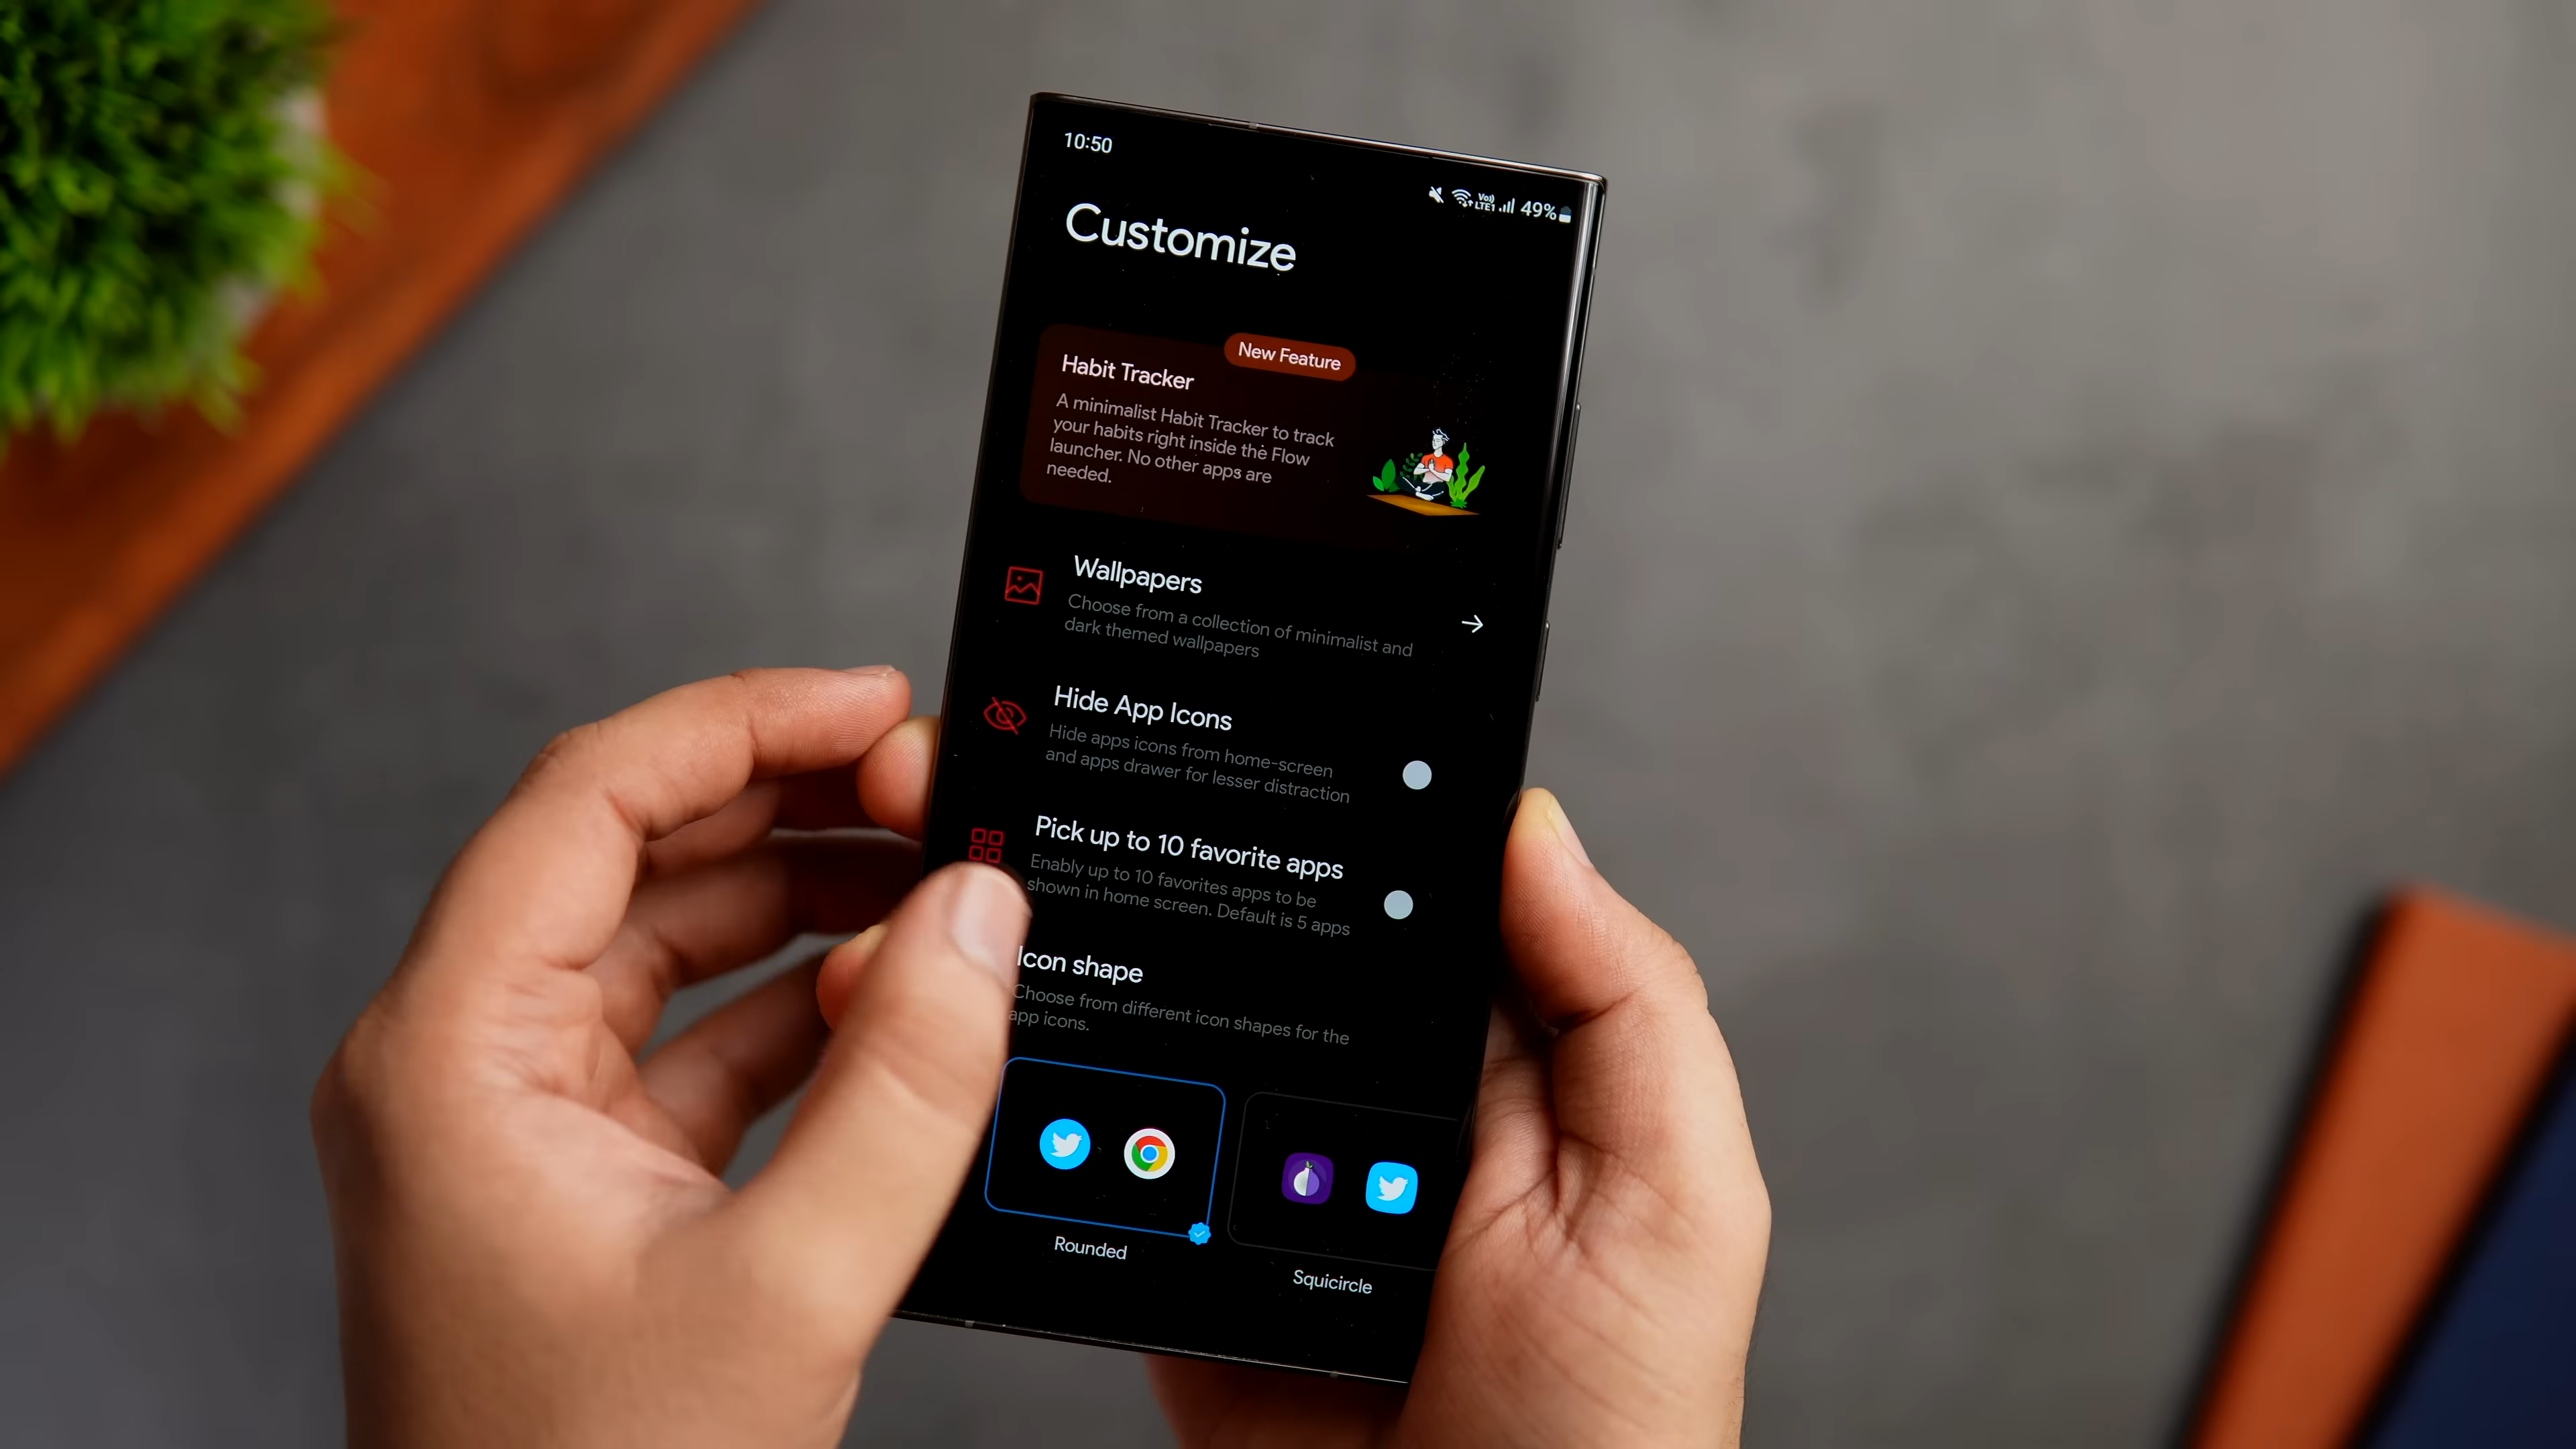 10:50
Vo))
LTE1
49%
Customize
New Feature
Habit Tracker
A minimalist Habit Tracker to track
your habits right inside the Flow
launcher. No other apps are
needed.
Wallpapers
Choose from a collection of minimalist and
dark themed wallpapers
Hide App Icons
Hide apps icons from home-screen
and apps drawer for lesser distraction
Pick up to 10 favorite apps
Enably up to 10 favorites apps to be
shown in home screen. Default is 5 apps
Icon shape
Choose from different icon shapes for the
app icons.
Rounded
Squicircle